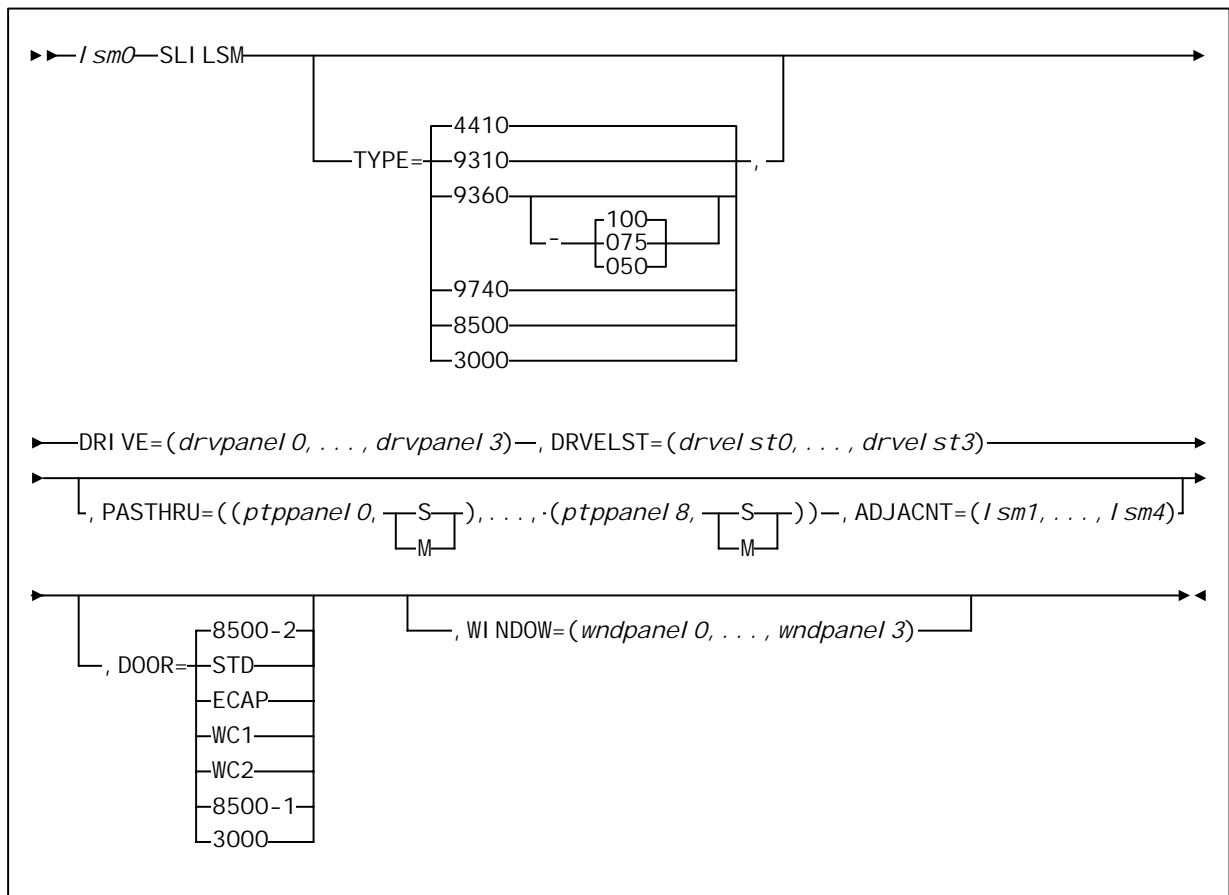 lsm0 SLILSM
4410
TYPE= 9310 ,
9360
100
- 075
050
9740
8500
3000
DRIVE=(drvpanel0,...,drvpanel3) ,DRVELST=(drvelst0,...,drvelst3)
,PASTHRU=((ptppanel0, S ),...,(ptppanel8, S )) ,ADJACNT=(lsm1,...,lsm4)
M M
8500-2 ,WINDOW=(wndpanel0,...,wndpanel3)
,DOOR= STD
ECAP
WC1
WC2
8500-1
3000